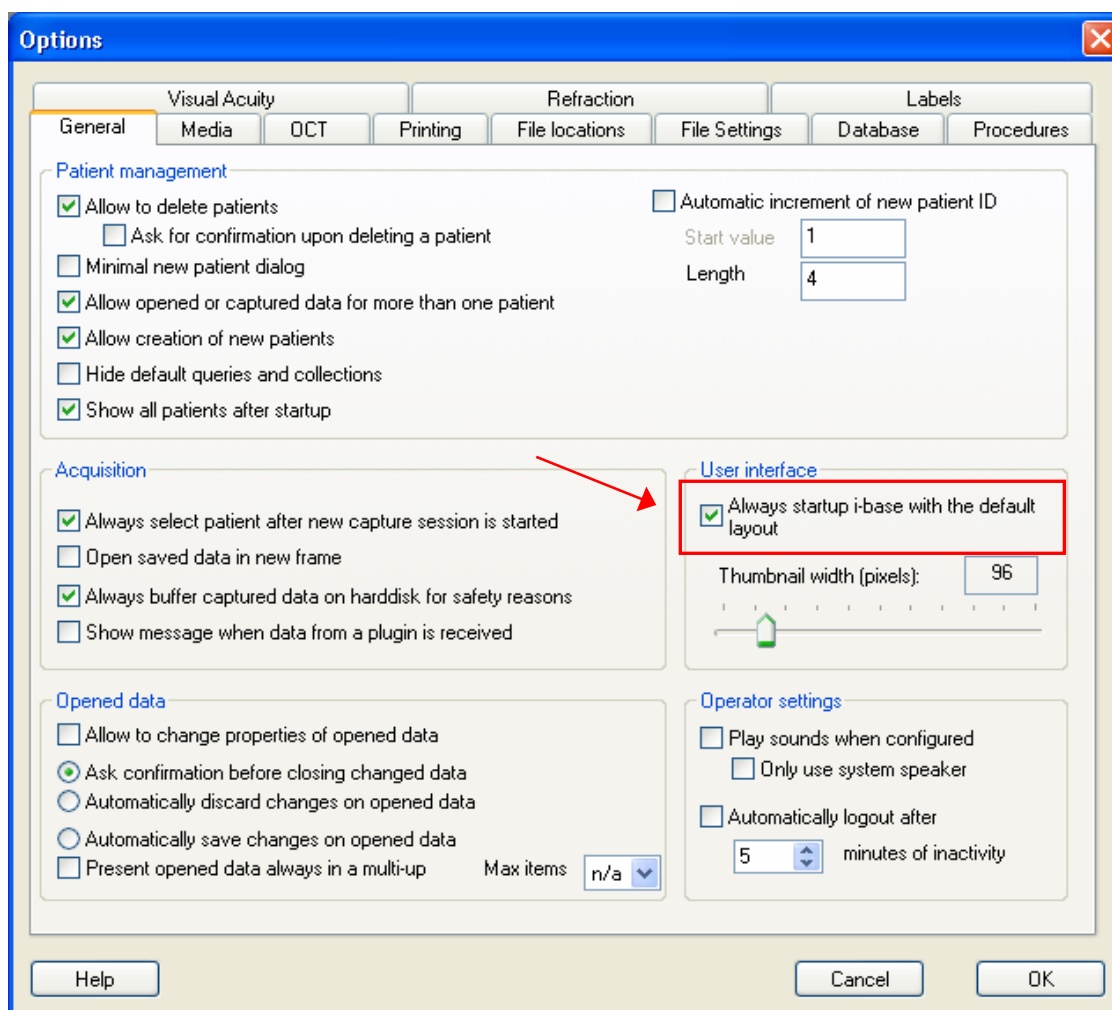 Options
Visual Acuity
Refraction
Labels
General
Media
OCT
Printing
File locations
File Settings
Database
Procedures
Patient management
Allow to delete patients
Ask for confirmation upon deleting a patient
Minimal new patient dialog
Allow opened or captured data for more than one patient
Allow creation of new patients
Hide default queries and collections
Show all patients after startup
Automatic increment of new patient ID
Start value
1
Length
4
Acquisition
Always select patient after new capture session is started
Open saved data in new frame
Always buffer captured data on harddisk for safety reasons
Show message when data from a plugin is received
User interface
Always startup i-base with the default
layout
Thumbnail width (pixels):
96
Opened data
Allow to change properties of opened data
Ask confirmation before closing changed data
Automatically discard changes on opened data
Automatically save changes on opened data
Present opened data always in a multi-up
Max items
n/a
Operator settings
Play sounds when configured
Only use system speaker
Automatically logout after
5
minutes of inactivity
Help
Cancel
OK